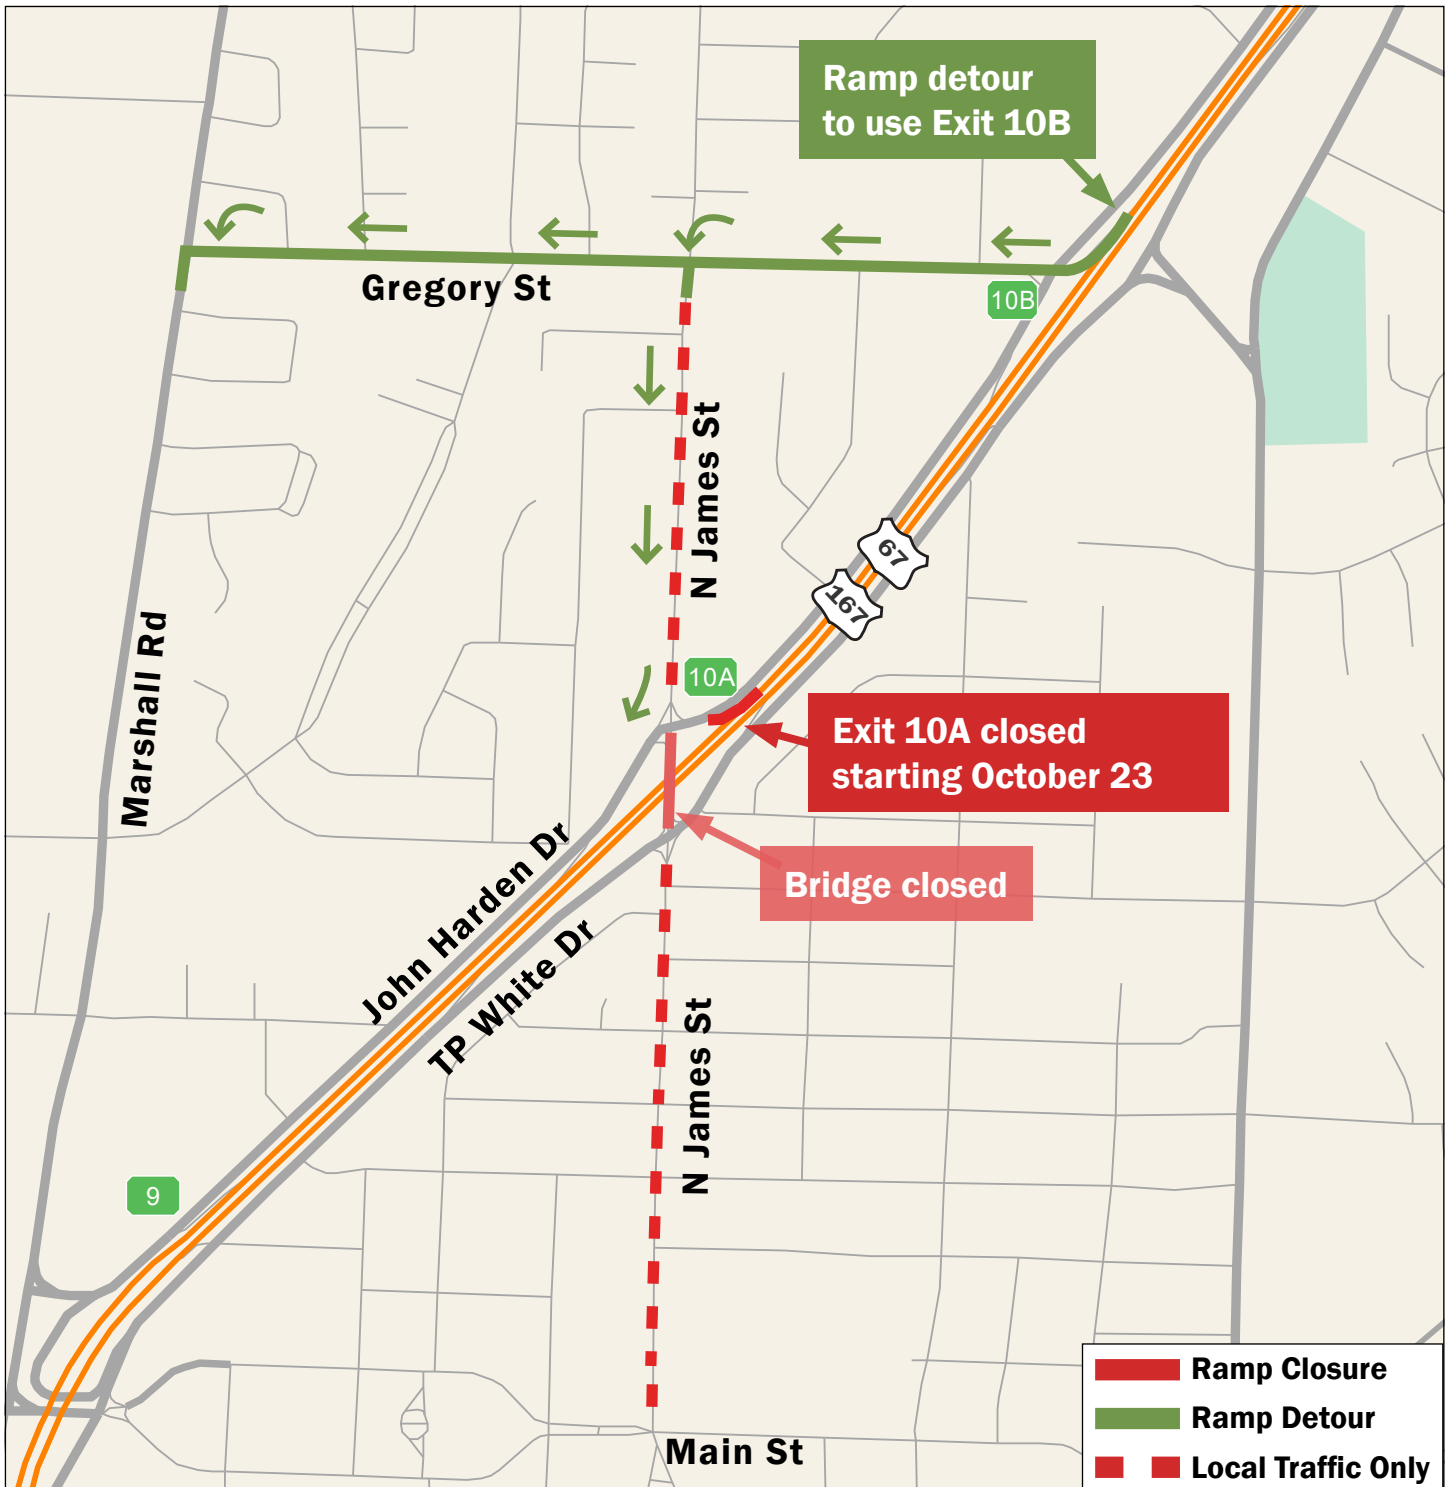 Ramp detour
to use Exit 10B
Gregory St
10B
N James St
67
167
Marshall Rd
10A
Exit 10A closed
starting October 23
Bridge closed
John Harden Dr
TP White Dr
N James St
9
Main St
Ramp Closure
Ramp Detour
Local Traffic Only